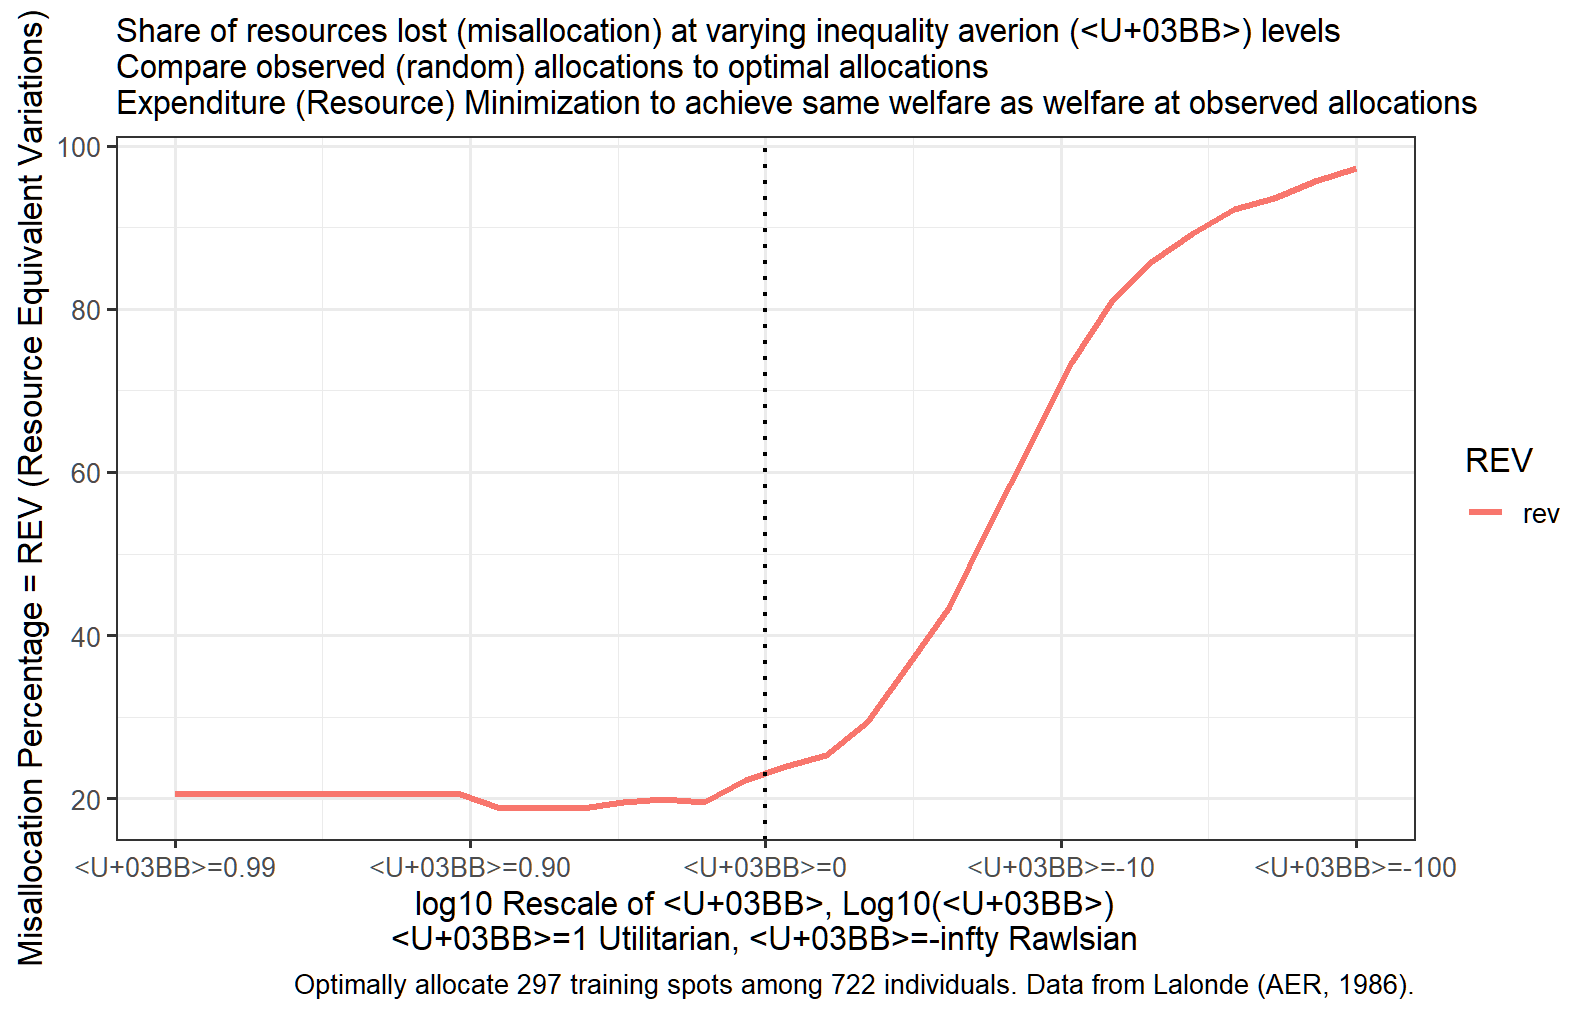 Share of resources lost (misallocation) at varying inequality averion (<U+03BB>) levels
Compare observed (random) allocations to optimal allocations
Expenditure (Resource) Minimization to achieve same welfare as welfare at observed allocations
Misallocation Percentage = REV (Resource Equivalent Variations)
100
80
60
40
20
<U+03BB>=0.99
<U+03BB>=0.90
<U+03BB>=0
<U+03BB>=-10
<U+03BB>=-100
log10 Rescale of <U+03BB>, Log10(<U+03BB>)
<U+03BB>=1 Utilitarian, <U+03BB>=-infty Rawlsian
REV
rev
Optimally allocate 297 training spots among 722 individuals. Data from Lalonde (AER, 1986).